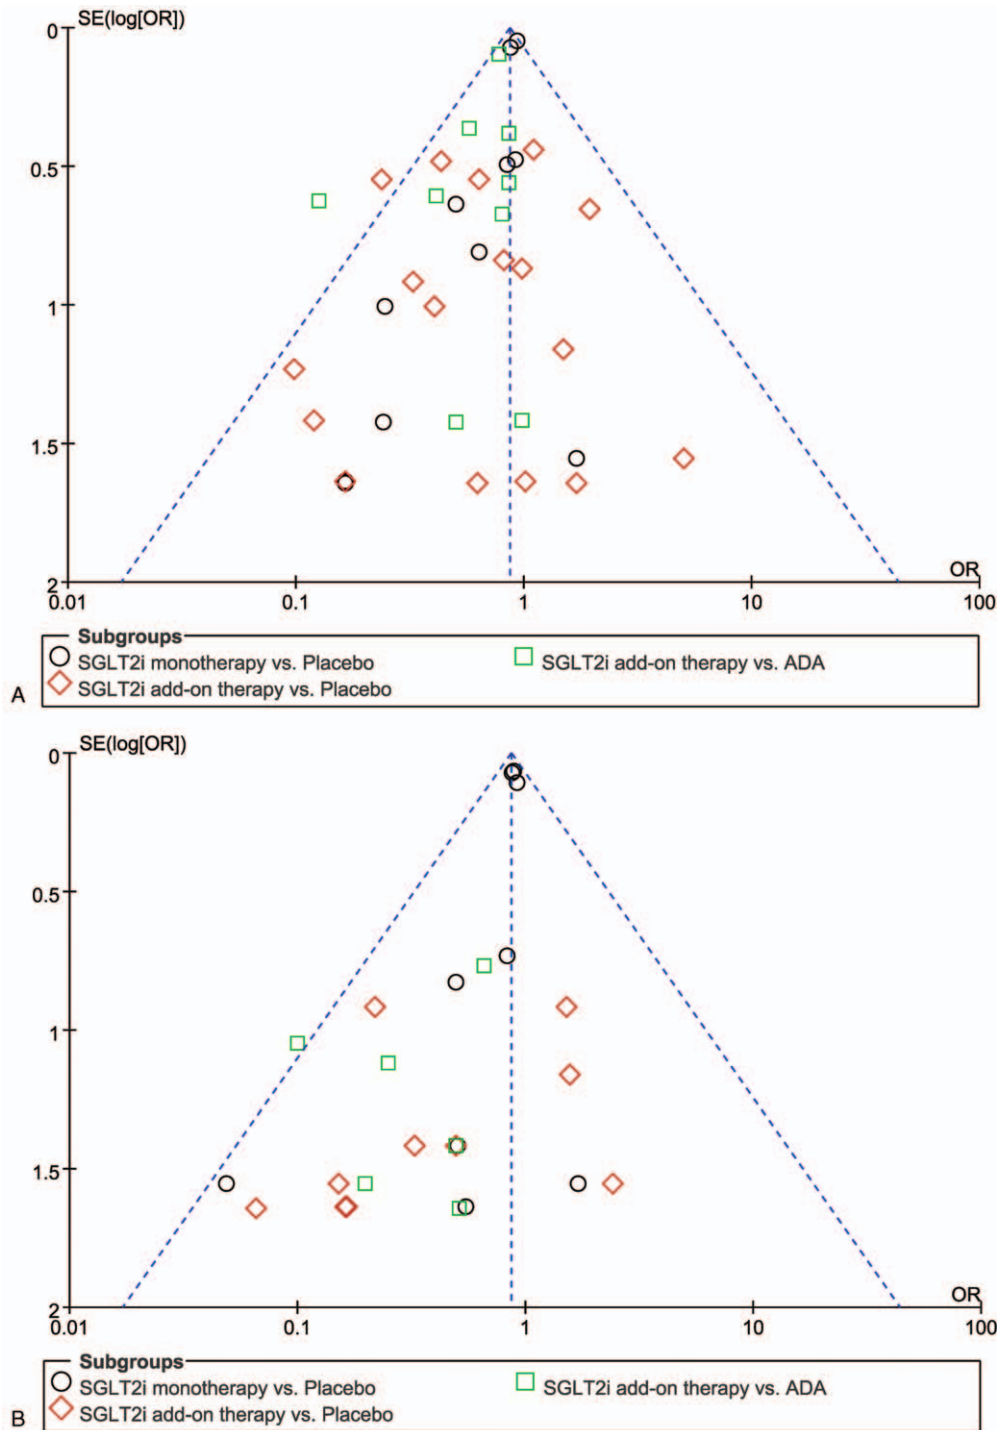 SE(log[OR])
0
0.5
1
1.5
2
OR
0.01 0.1 1 10 100
Subgroups
SGLT2i monotherapy vs. Placebo SGLT2i add-on therapy vs. ADA
SGLT2i add-on therapy vs. Placebo
A
SE(log[OR])
0
0.5
1
1.5
2
OR
0.01 0.1 1 10 100
Subgroups
SGLT2i monotherapy vs. Placebo SGLT2i add-on therapy vs. ADA
SGLT2i add-on therapy vs. Placebo
B